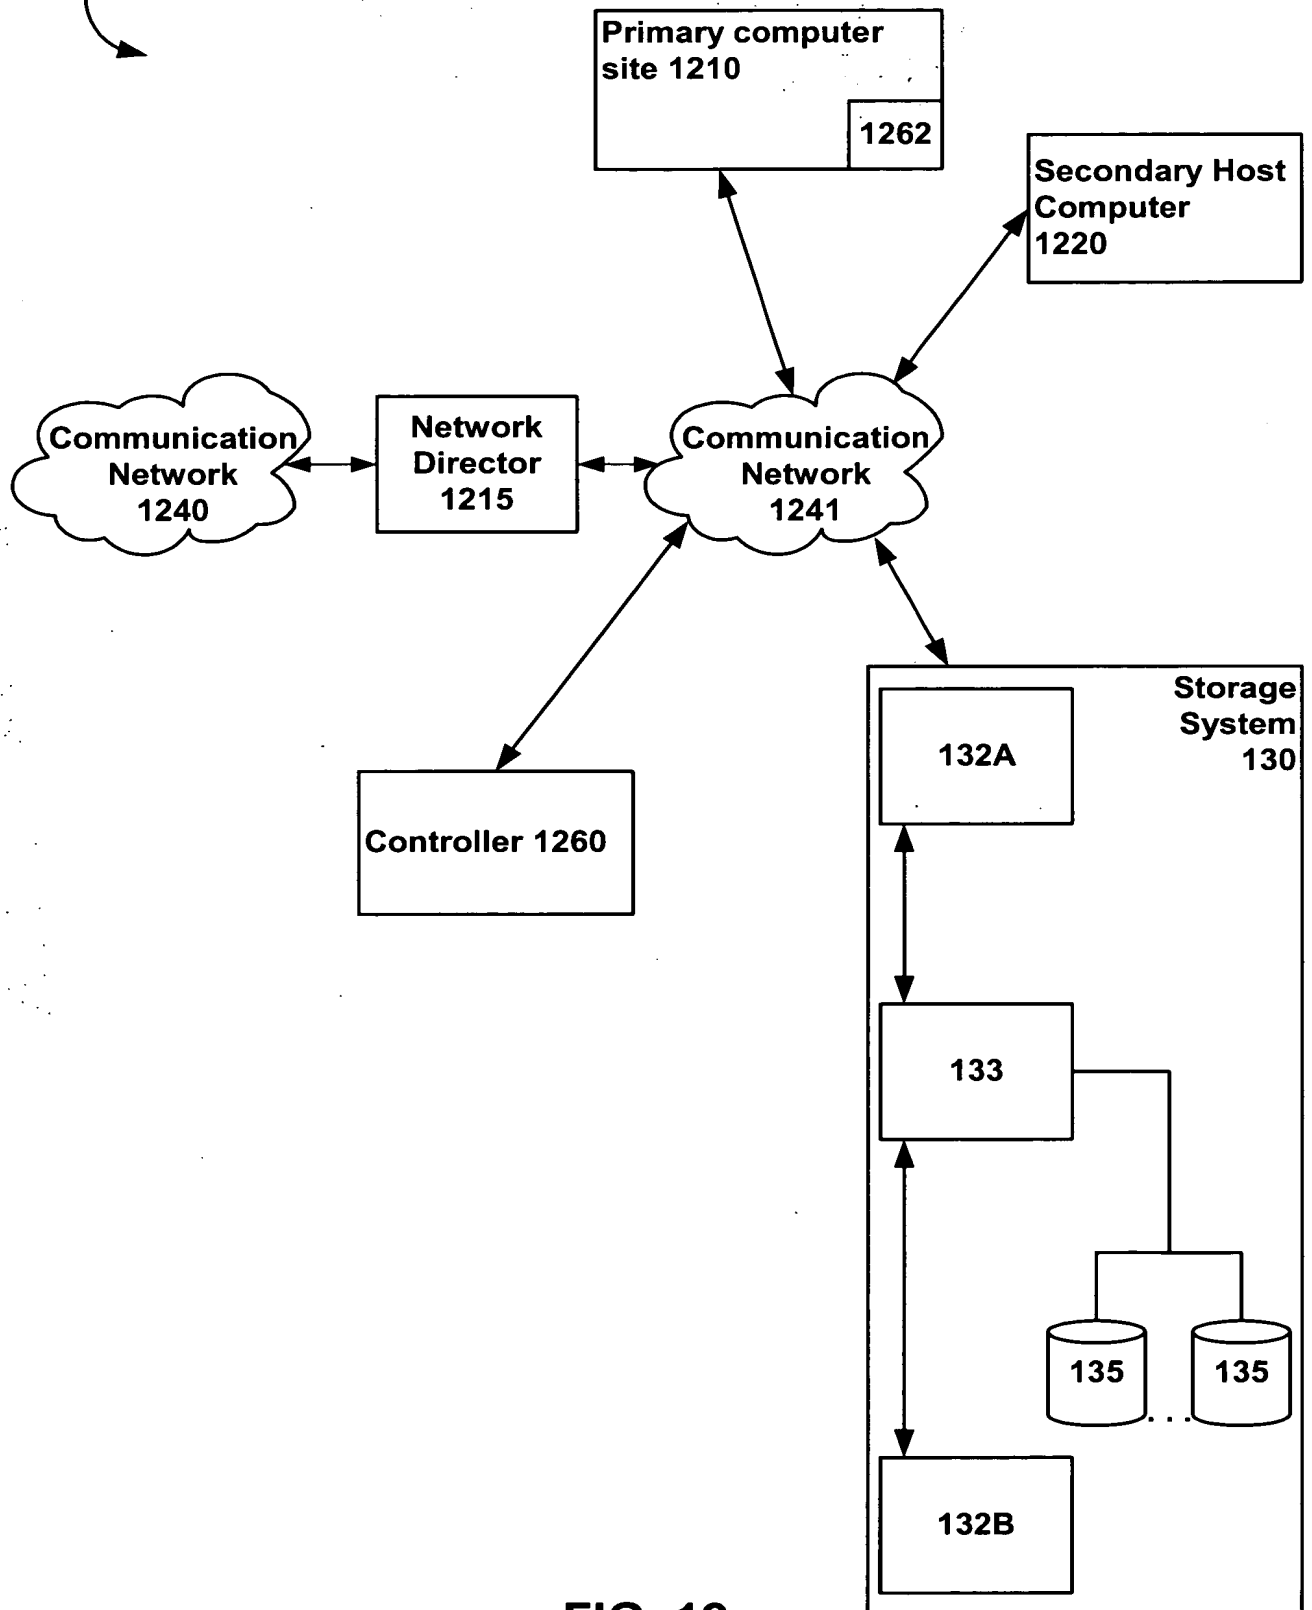 Primary computer
site 1210
1262
Secondary Host
Computer
1220
Communication
Network
1240
Network
Director
1215
Communication
Network
1241
Storage
System
130
132A
Controller 1260
133
135
135
...
132B